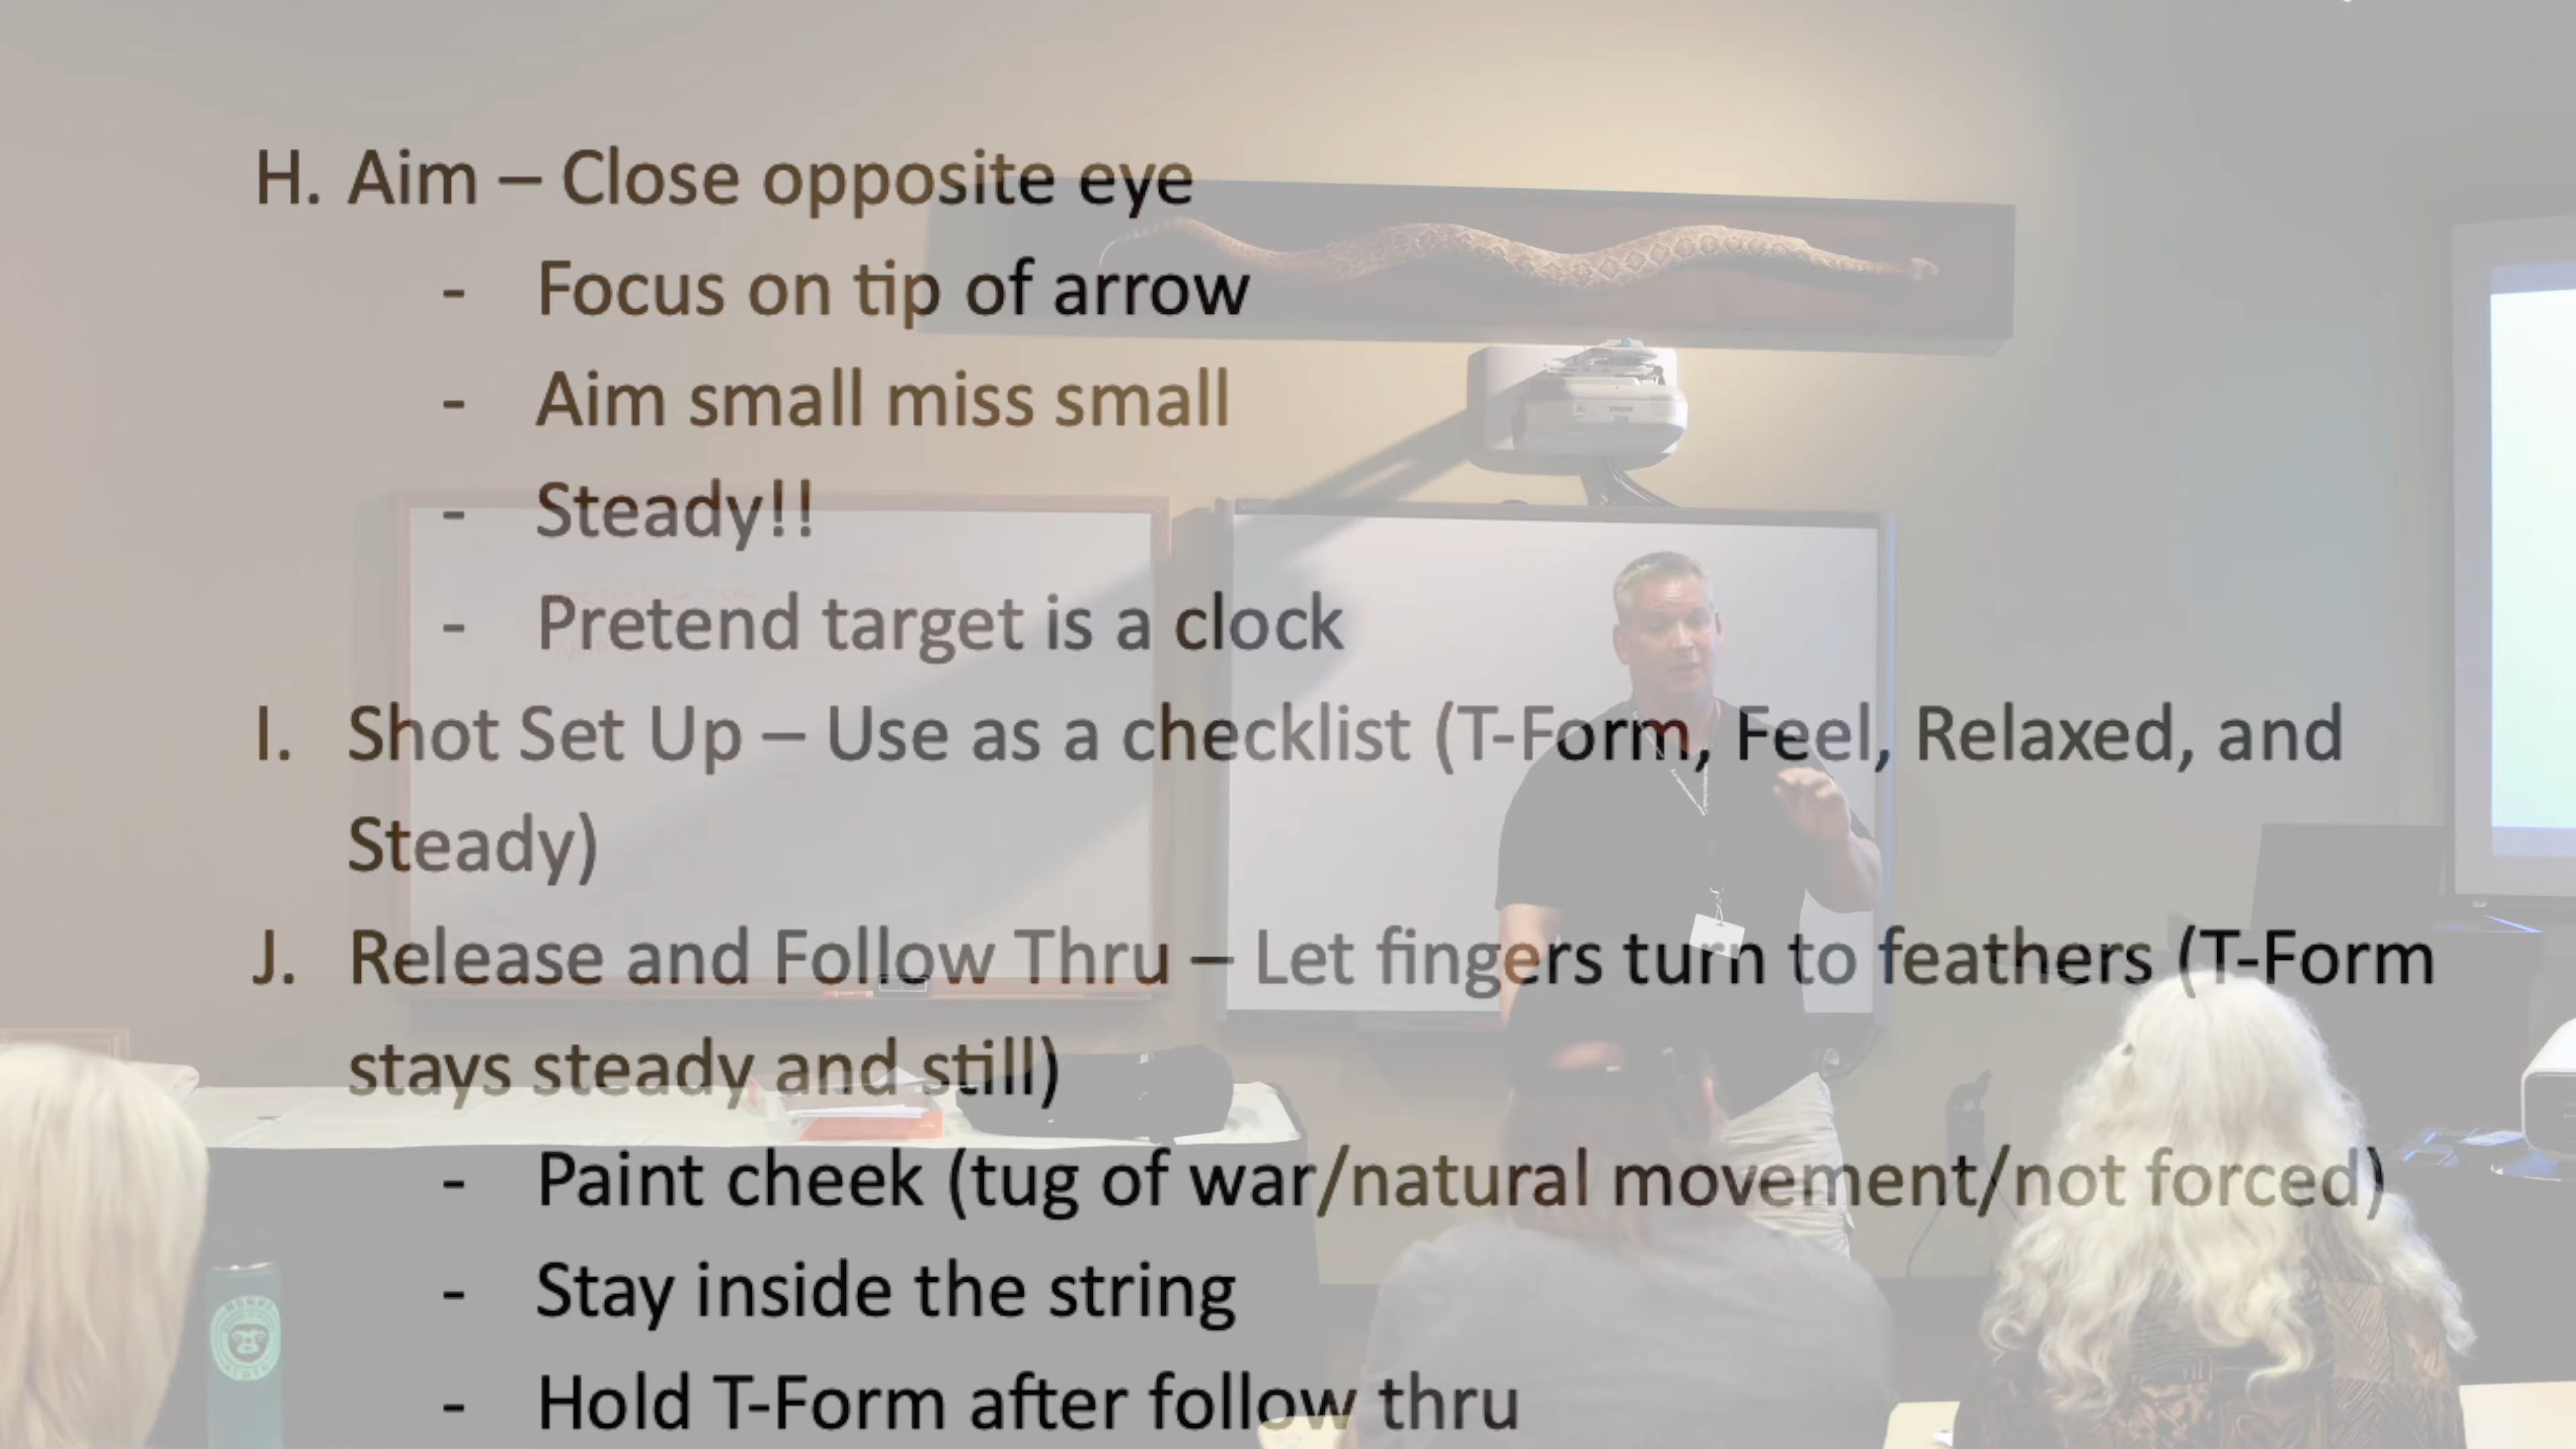 H. Aim – Close opposite eye
- Focus on tip of arrow
- Aim small miss small
- Steady!!
- Pretend target is a clock
I. Shot Set Up – Use as a checklist (T-Form, Feel, Relaxed, and
Steady)
J. Release and Follow Thru – Let fingers turn to feathers (T-Form
stays steady and still)
- Paint cheek (tug of war/natural movement/not forced)
- Stay inside the string
- Hold T-Form after follow thru
EPSON